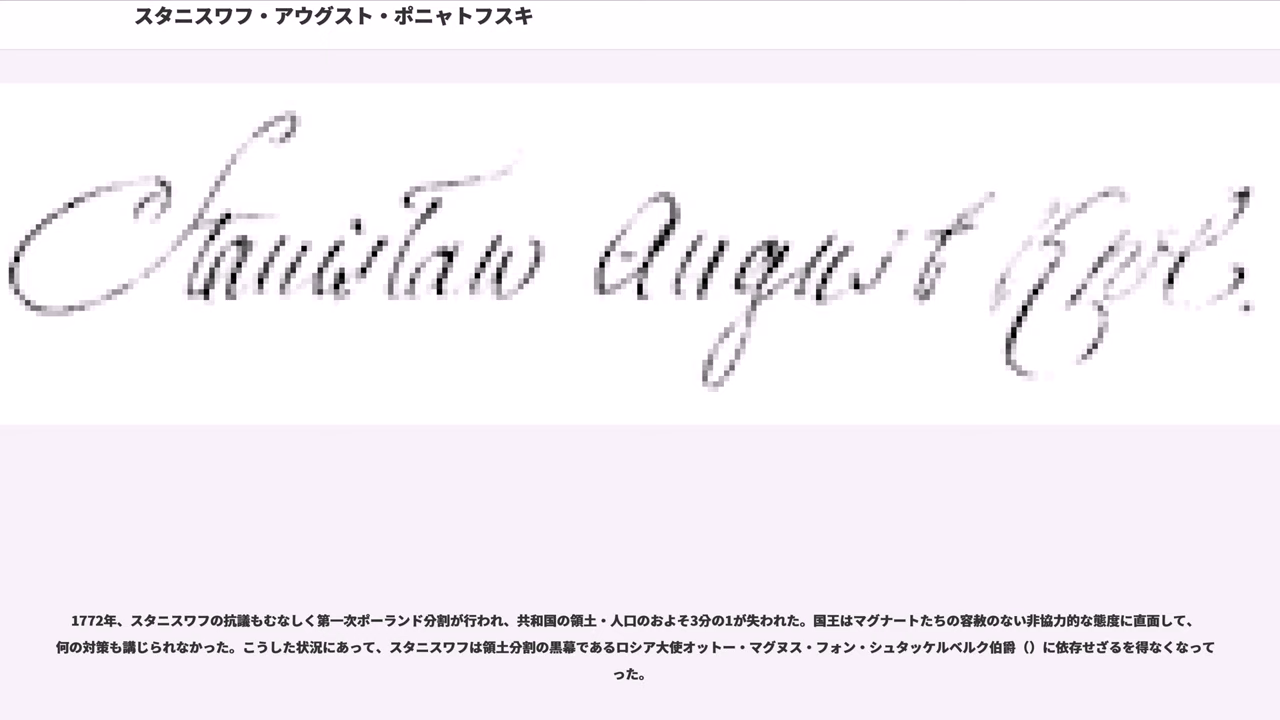 スタニスワフ・アウグスト・ポニャトフスキ
Stanisław August Król.
1772年、スタニスワフの抗議もむなしく第一次ポーランド分割が行われ、共和国の領土・人口のおよそ3分の1が失われた。国王はマグナートたちの容赦のない非協力的な態度に直面して、
何の対策も講じられなかった。こうした状況にあって、スタニスワフは領土分割の黒幕であるロシア大使オットー・マグヌス・フォン・シュタッケルベルク伯爵（）に依存せざるを得なくなって
った。